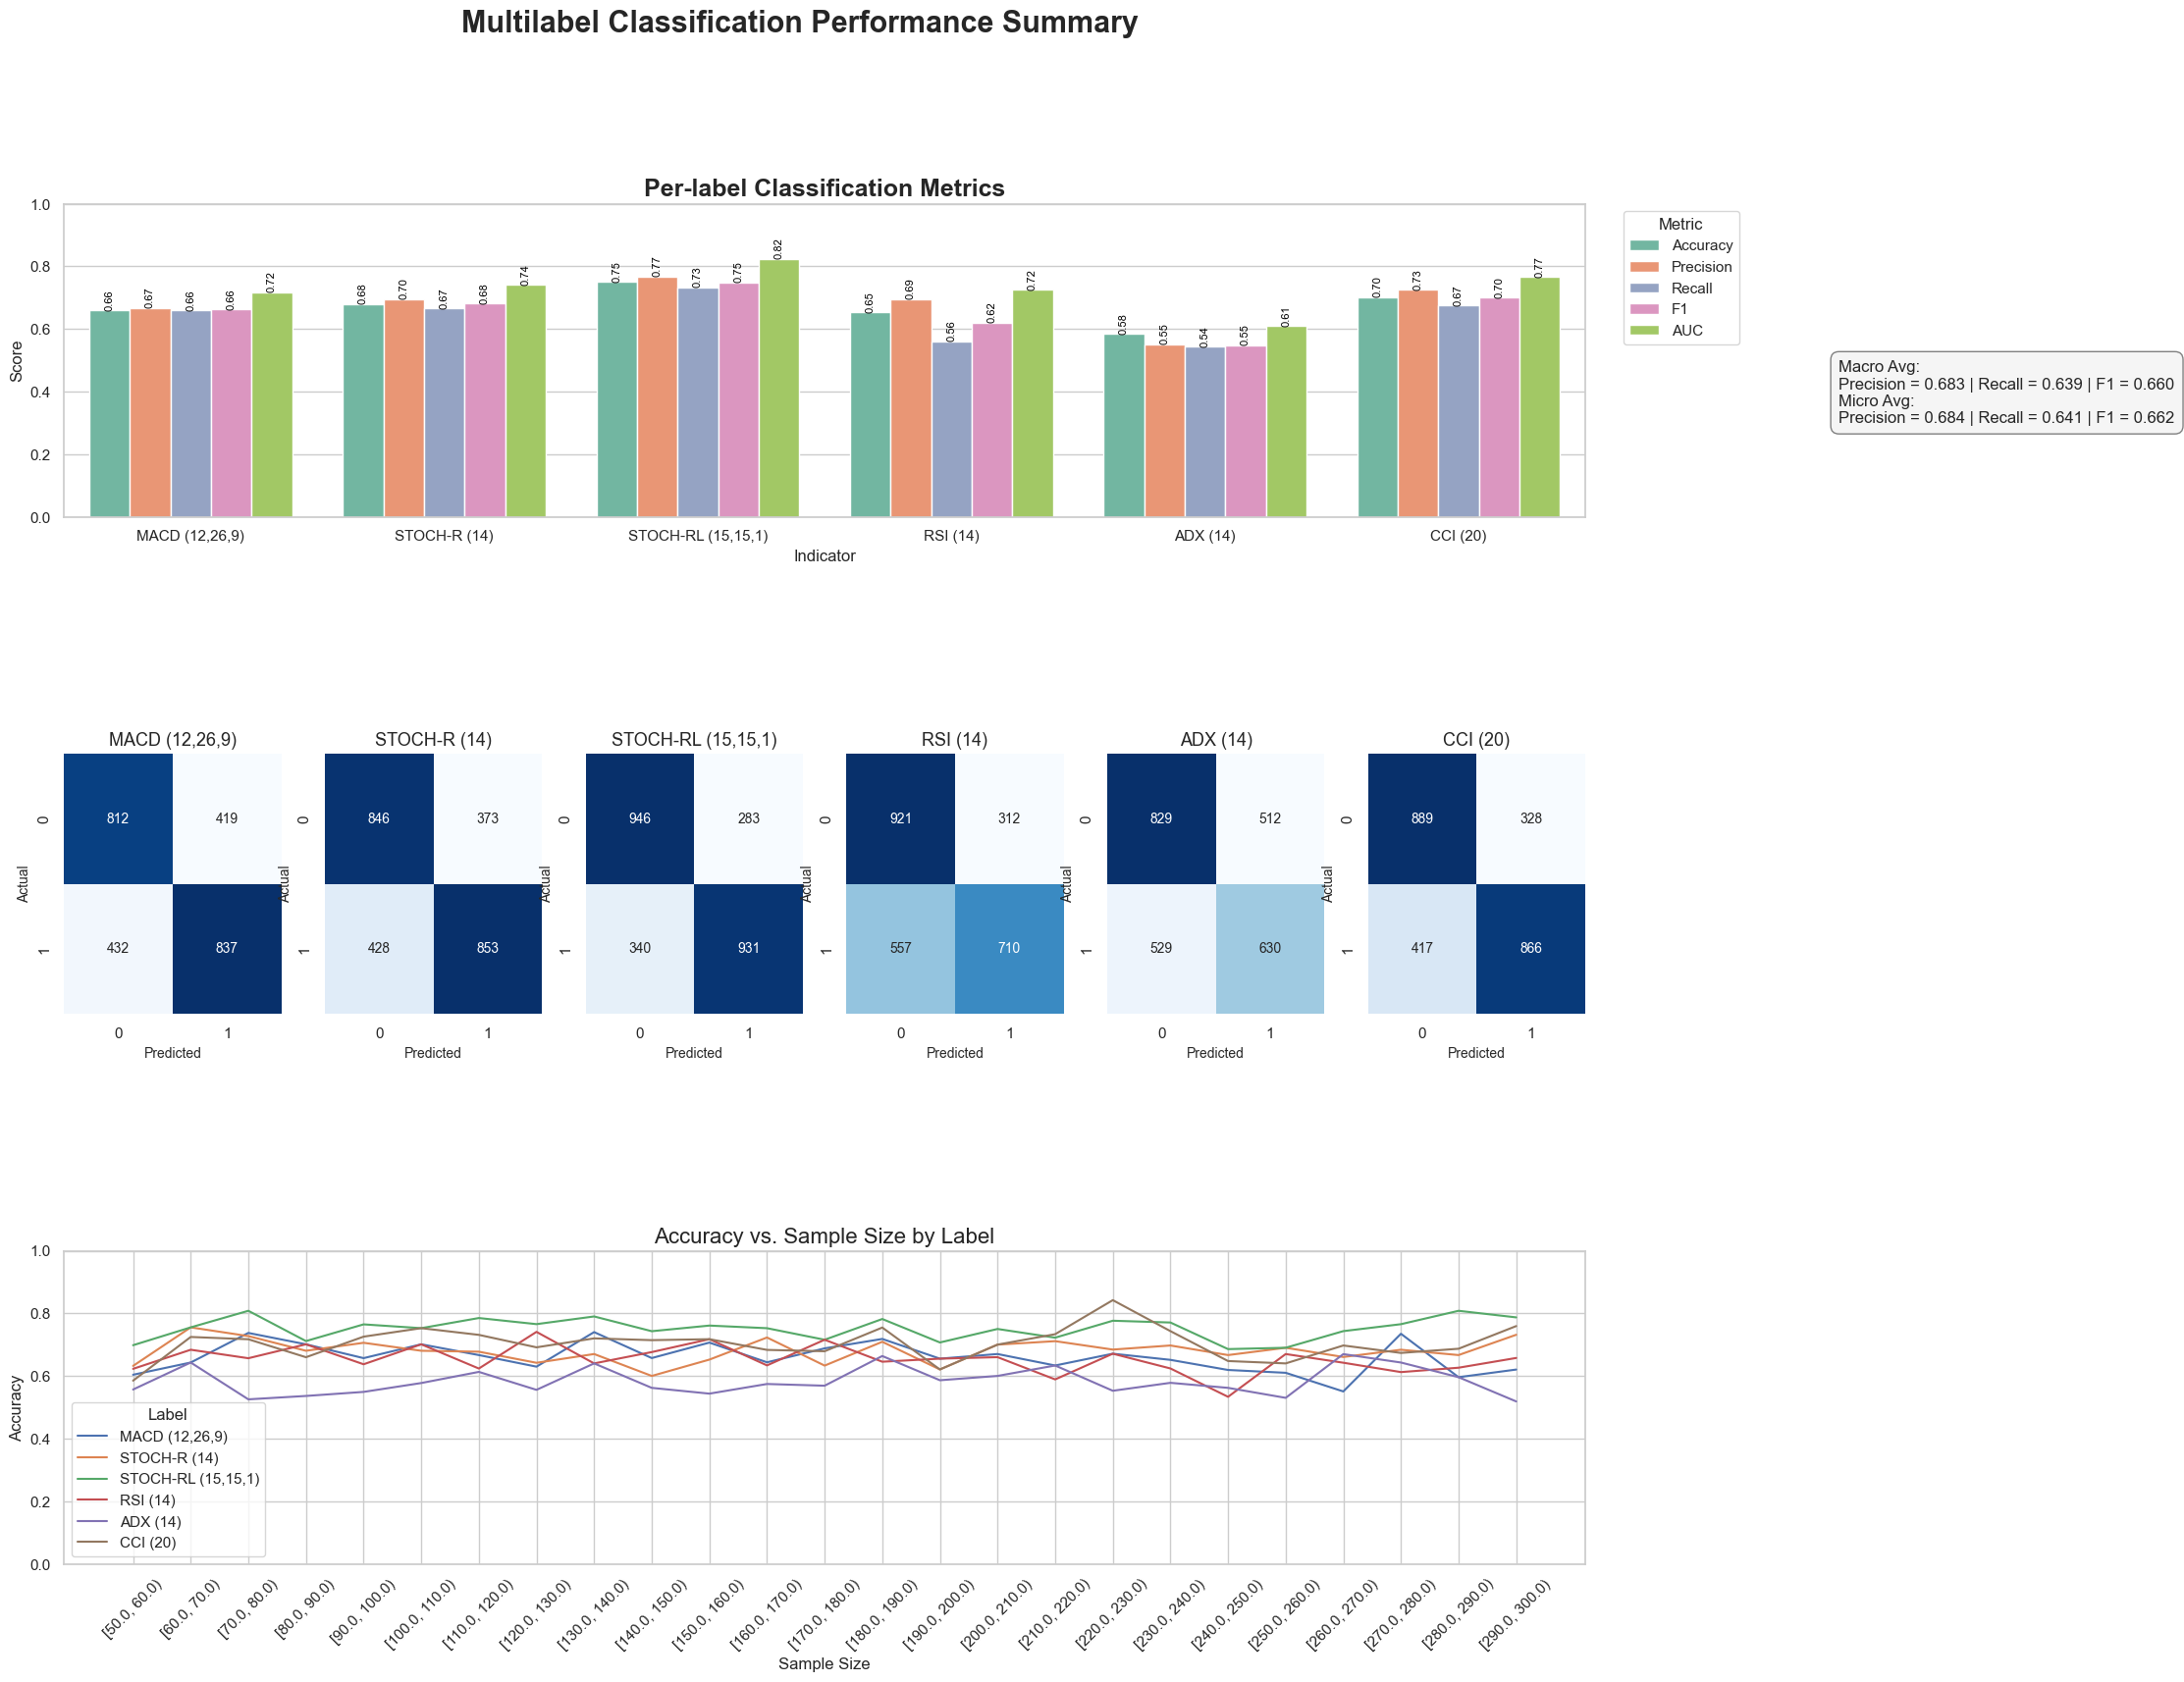 Multilabel Classification Performance Summary
Per-label Classification Metrics
1.0
0.8
0.6
0.4
0.2
0.0
Score
0.66 0.67 0.66 0.66 0.72
0.68 0.70 0.67 0.68 0.74
0.75 0.77 0.73 0.75 0.82
0.65 0.69 0.56 0.62 0.72
0.58 0.55 0.54 0.55 0.61
0.70 0.73 0.67 0.70 0.77
MACD (12,26,9) STOCH-R (14) STOCH-RL (15,15,1) RSI (14) ADX (14) CCI (20)
Indicator
Metric
Accuracy
Precision
Recall
F1
AUC
Macro Avg:
Precision = 0.683 | Recall = 0.639 | F1 = 0.660
Micro Avg:
Precision = 0.684 | Recall = 0.641 | F1 = 0.662
MACD (12,26,9)
Actual
0 812 419
1 432 837
0 1
Predicted
STOCH-R (14)
Actual
0 846 373
1 428 853
0 1
Predicted
STOCH-RL (15,15,1)
Actual
0 946 283
1 340 931
0 1
Predicted
RSI (14)
Actual
0 921 312
1 557 710
0 1
Predicted
ADX (14)
Actual
0 829 512
1 529 630
0 1
Predicted
CCI (20)
Actual
0 889 328
1 417 866
0 1
Predicted
Accuracy vs. Sample Size by Label
1.0
0.8
0.6
0.4
0.2
0.0
Accuracy
Label
MACD (12,26,9)
STOCH-R (14)
STOCH-RL (15,15,1)
RSI (14)
ADX (14)
CCI (20)
[50.0, 60.0)
[60.0, 70.0)
[70.0, 80.0)
[80.0, 90.0)
[90.0, 100.0)
[100.0, 110.0)
[110.0, 120.0)
[120.0, 130.0)
[130.0, 140.0)
[140.0, 150.0)
[150.0, 160.0)
[160.0, 170.0)
[170.0, 180.0)
[180.0, 190.0)
[190.0, 200.0)
[200.0, 210.0)
[210.0, 220.0)
[220.0, 230.0)
[230.0, 240.0)
[240.0, 250.0)
[250.0, 260.0)
[260.0, 270.0)
[270.0, 280.0)
[280.0, 290.0)
[290.0, 300.0)
Sample Size